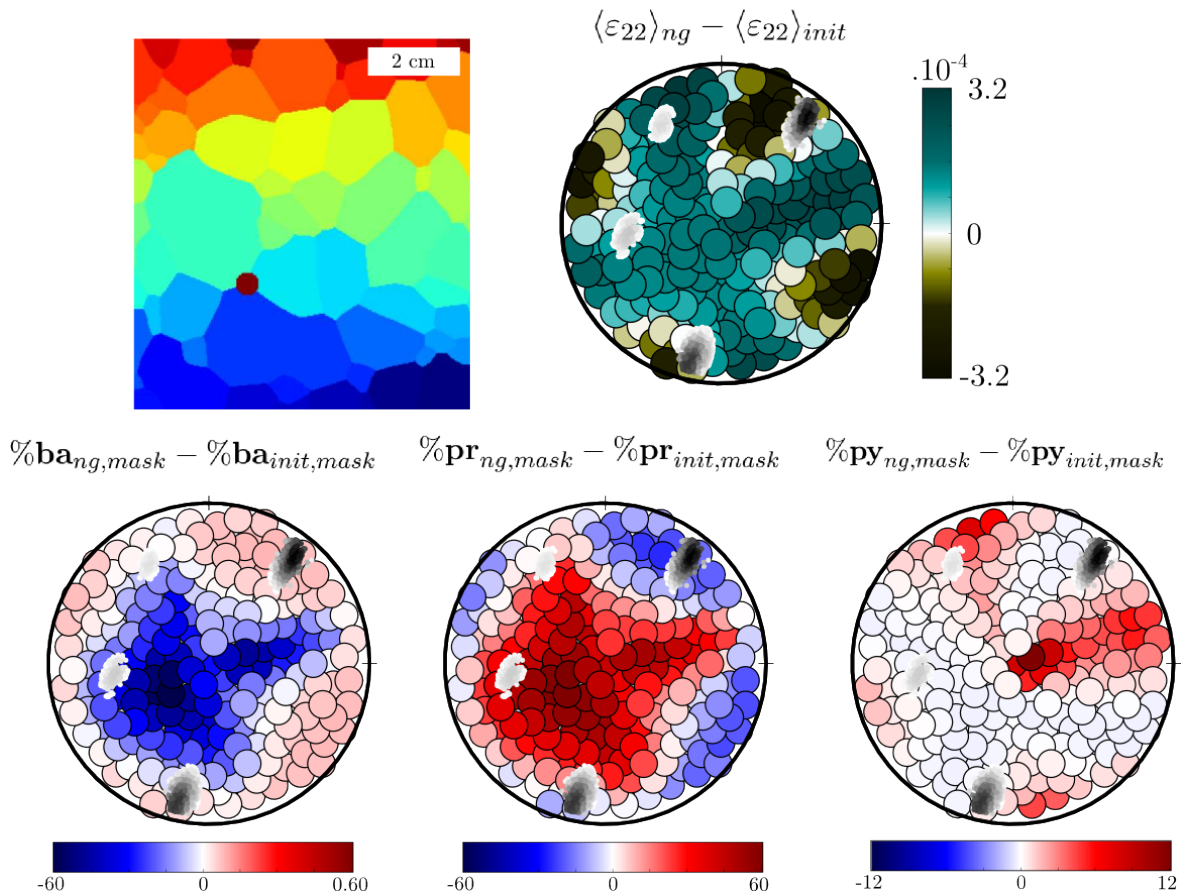 2 cm
⟨ε22⟩ng − ⟨ε22⟩init
.10-4
3.2
0
-3.2
%bang,mask − %bainit,mask
%prng,mask − %prinit,mask
%pyng,mask − %pyinit,mask
-60 0 0.60
-60 0 60
-12 0 12